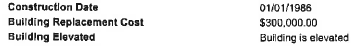 Construction Date 01/01/1986
Building Replacement Cost $300,000.00
Building Elevated Building is elevated